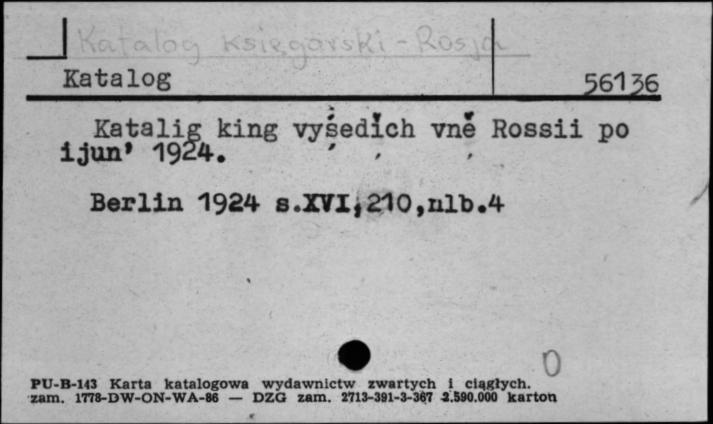 Katalog księgarski - Rosja
Katalog 56136
Katalig king vyšedších vně Rossii po
ijun' 1924.
Berlin 1924 s.XVI,210,nlb.4
0
PU-B-143 Karta katalogowa wydawnictw zwartych i ciągłych.
zam. 1778-DW-ON-WA-86 — DZG zam. 2713-391-3-367 2.590.000 karton